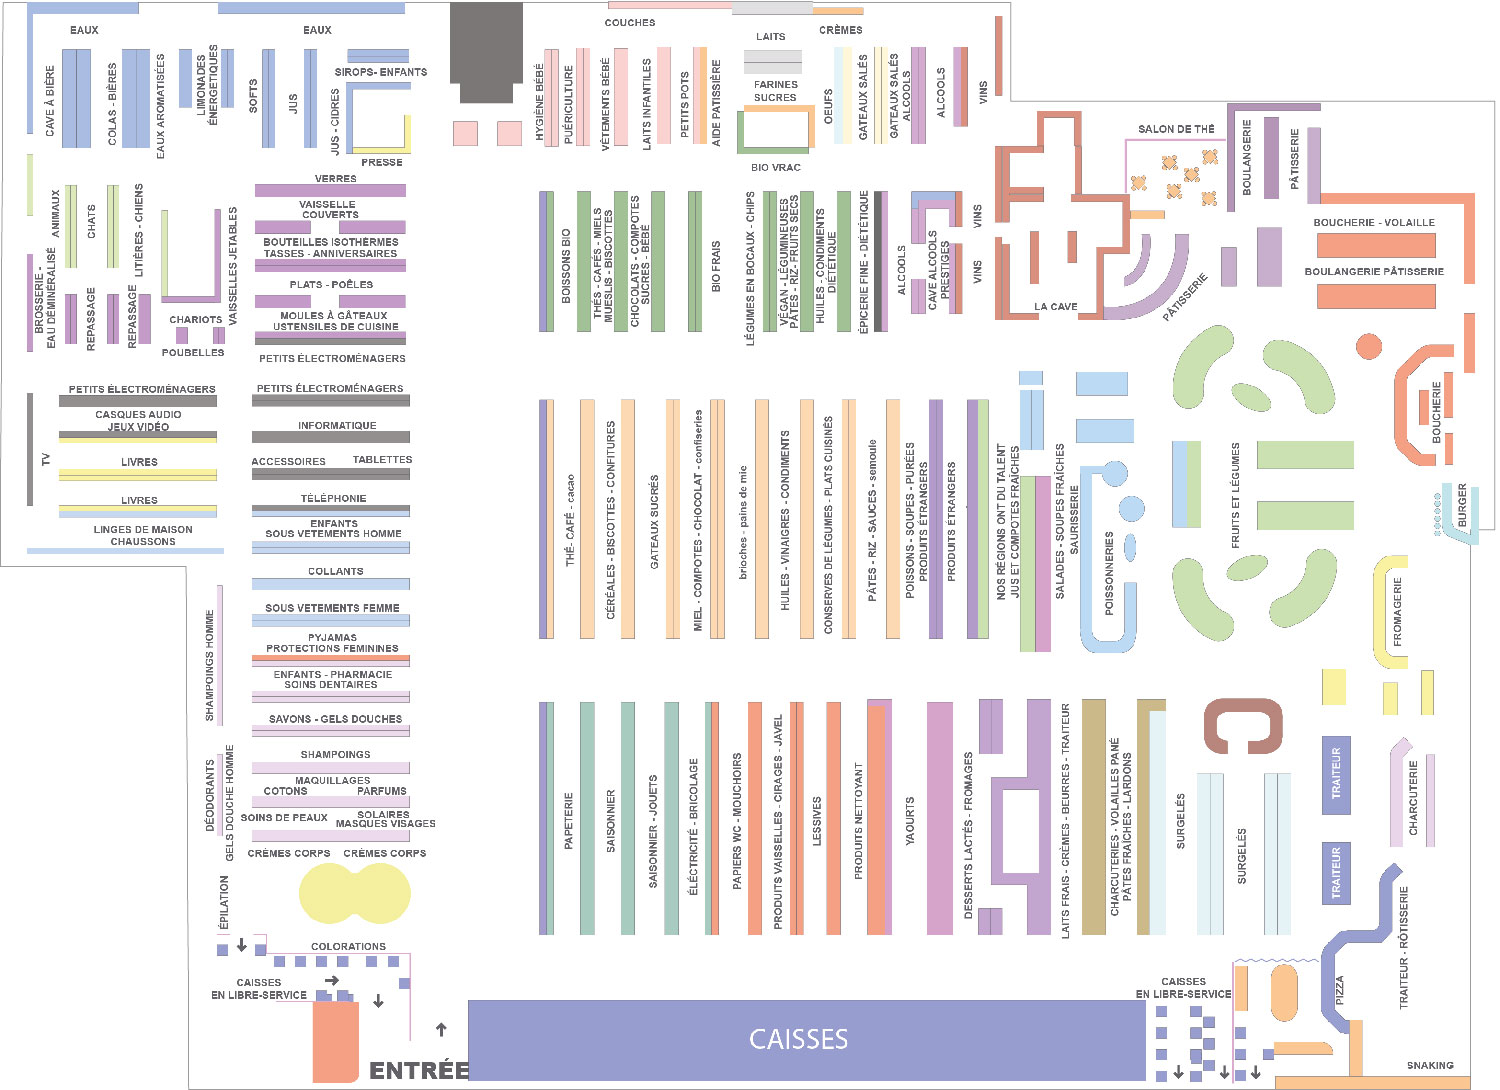 EAUX
EAUX
COUCHES
LAITS
CRÈMES
CAVE À BIÈRE
COLAS - BIÈRES
EAUX AROMATISÉES
LIMONADES
ÉNERGETIQUES
SOFTS
JUS
SIROPS- ENFANTS
JUS - CIDRES
PRESSE
HYGIÈNE BÉBÉ
PUÉRICULTURE
VÊTEMENTS BÉBÉ
LAITS INFANTILES
PETITS POTS
AIDE PATISSIÈRE
FARINES
SUCRES
BIO VRAC
OEUFS
GATEAUX SALÉS
GATEAUX SALÉS
ALCOOLS
ALCOOLS
VINS
SALON DE THÉ
BOULANGERIE
PÂTISSERIE
ANIMAUX
CHATS
LITIÈRES - CHIENS
VAISSELLES JETABLES
BROSSERIE -
EAU DÉMINÉRALISÉ
REPASSAGE
REPASSAGE
CHARIOTS
POUBELLES
VERRES
VAISSELLE
COUVERTS
BOUTEILLES ISOTHÈRMES
TASSES - ANNIVERSAIRES
PLATS - POÊLES
MOULES À GÂTEAUX
USTENSILES DE CUISINE
PETITS ÉLECTROMÉNAGERS
BOISSONS BIO
THÉS - CAFÉS - MIELS
MUESLIS - BISCOTTES
CHOCOLATS - COMPOTES
SUCRES - BÉBÉ
BIO FRAIS
LÉGUMES EN BOCAUX - CHIPS
VÉGAN - LÉGUMINEUSES
PÂTES - RIZ- FRUITS SECS
HUILES - CONDIMENTS
DIÉTÉTIQUE
ÉPICERIE FINE - DIÉTÉTIQUE
ALCOOLS
CAVE ALCOOLS
PRESTIGES
VINS
VINS
LA CAVE
PÂTISSERIE
BOUCHERIE - VOLAILLE
BOULANGERIE PÂTISSERIE
BOUCHERIE
BURGER
PETITS ÉLECTROMÉNAGERS
CASQUES AUDIO
JEUX VIDÉO
TV
LIVRES
LIVRES
LINGES DE MAISON
CHAUSSONS
PETITS ÉLECTROMÉNAGERS
INFORMATIQUE
ACCESSOIRES
TABLETTES
TÉLÉPHONIE
ENFANTS
SOUS VETEMENTS HOMME
COLLANTS
SOUS VETEMENTS FEMME
PYJAMAS
PROTECTIONS FEMININES
ENFANTS - PHARMACIE
SOINS DENTAIRES
SAVONS - GELS DOUCHES
SHAMPOINGS
MAQUILLAGES
COTONS
PARFUMS
SOINS DE PEAUX
SOLAIRES
MASQUES VISAGES
CRÈMES CORPS
CRÈMES CORPS
SHAMPOINGS HOMME
DÉODORANTS
GELS DOUCHE HOMME
ÉPILATION
COLORATIONS
THÉ- CAFÉ - cacao
CÉRÉALES - BISCOTTES - CONFITURES
GATEAUX SUCRÉS
MIEL - COMPOTES - CHOCOLAT - confiseries
brioches - pains de mie
HUILES - VINAIGRES - CONDIMENTS
CONSERVES DE LEGUMES - PLATS CUISINÉS
PÂTES - RIZ - SAUCES - semoule
POISSONS - SOUPES - PURÉES
PRODUITS ÉTRANGERS
PRODUITS ÉTRANGERS
NOS RÉGIONS ONT DU TALENT
JUS ET COMPOTES FRAÎCHES
SALADES - SOUPES FRAÎCHES
SAURISSERIE
POISSONNERIES
FRUITS ET LÉGUMES
FROMAGERIE
PAPETERIE
SAISONNIER
SAISONNIER - JOUETS
ÉLÉCTRICITÉ - BRICOLAGE
PAPIERS WC - MOUCHOIRS
PRODUITS VAISSELLES - CIRAGES - JAVEL
LESSIVES
PRODUITS NETTOYANT
YAOURTS
DESSERTS LACTÉS - FROMAGES
LAITS FRAIS - CRÈMES - BEURRES - TRAITEUR
CHARCUTERIES - VOLAILLES PANÉ
PÂTES FRAÎCHES - LARDONS
SURGELÉS
SURGELÉS
TRAITEUR
TRAITEUR
CHARCUTERIE
TRAITEUR - RÔTISSERIE
PIZZA
SNAKING
CAISSES
EN LIBRE-SERVICE
ENTRÉE
CAISSES
CAISSES
EN LIBRE-SERVICE